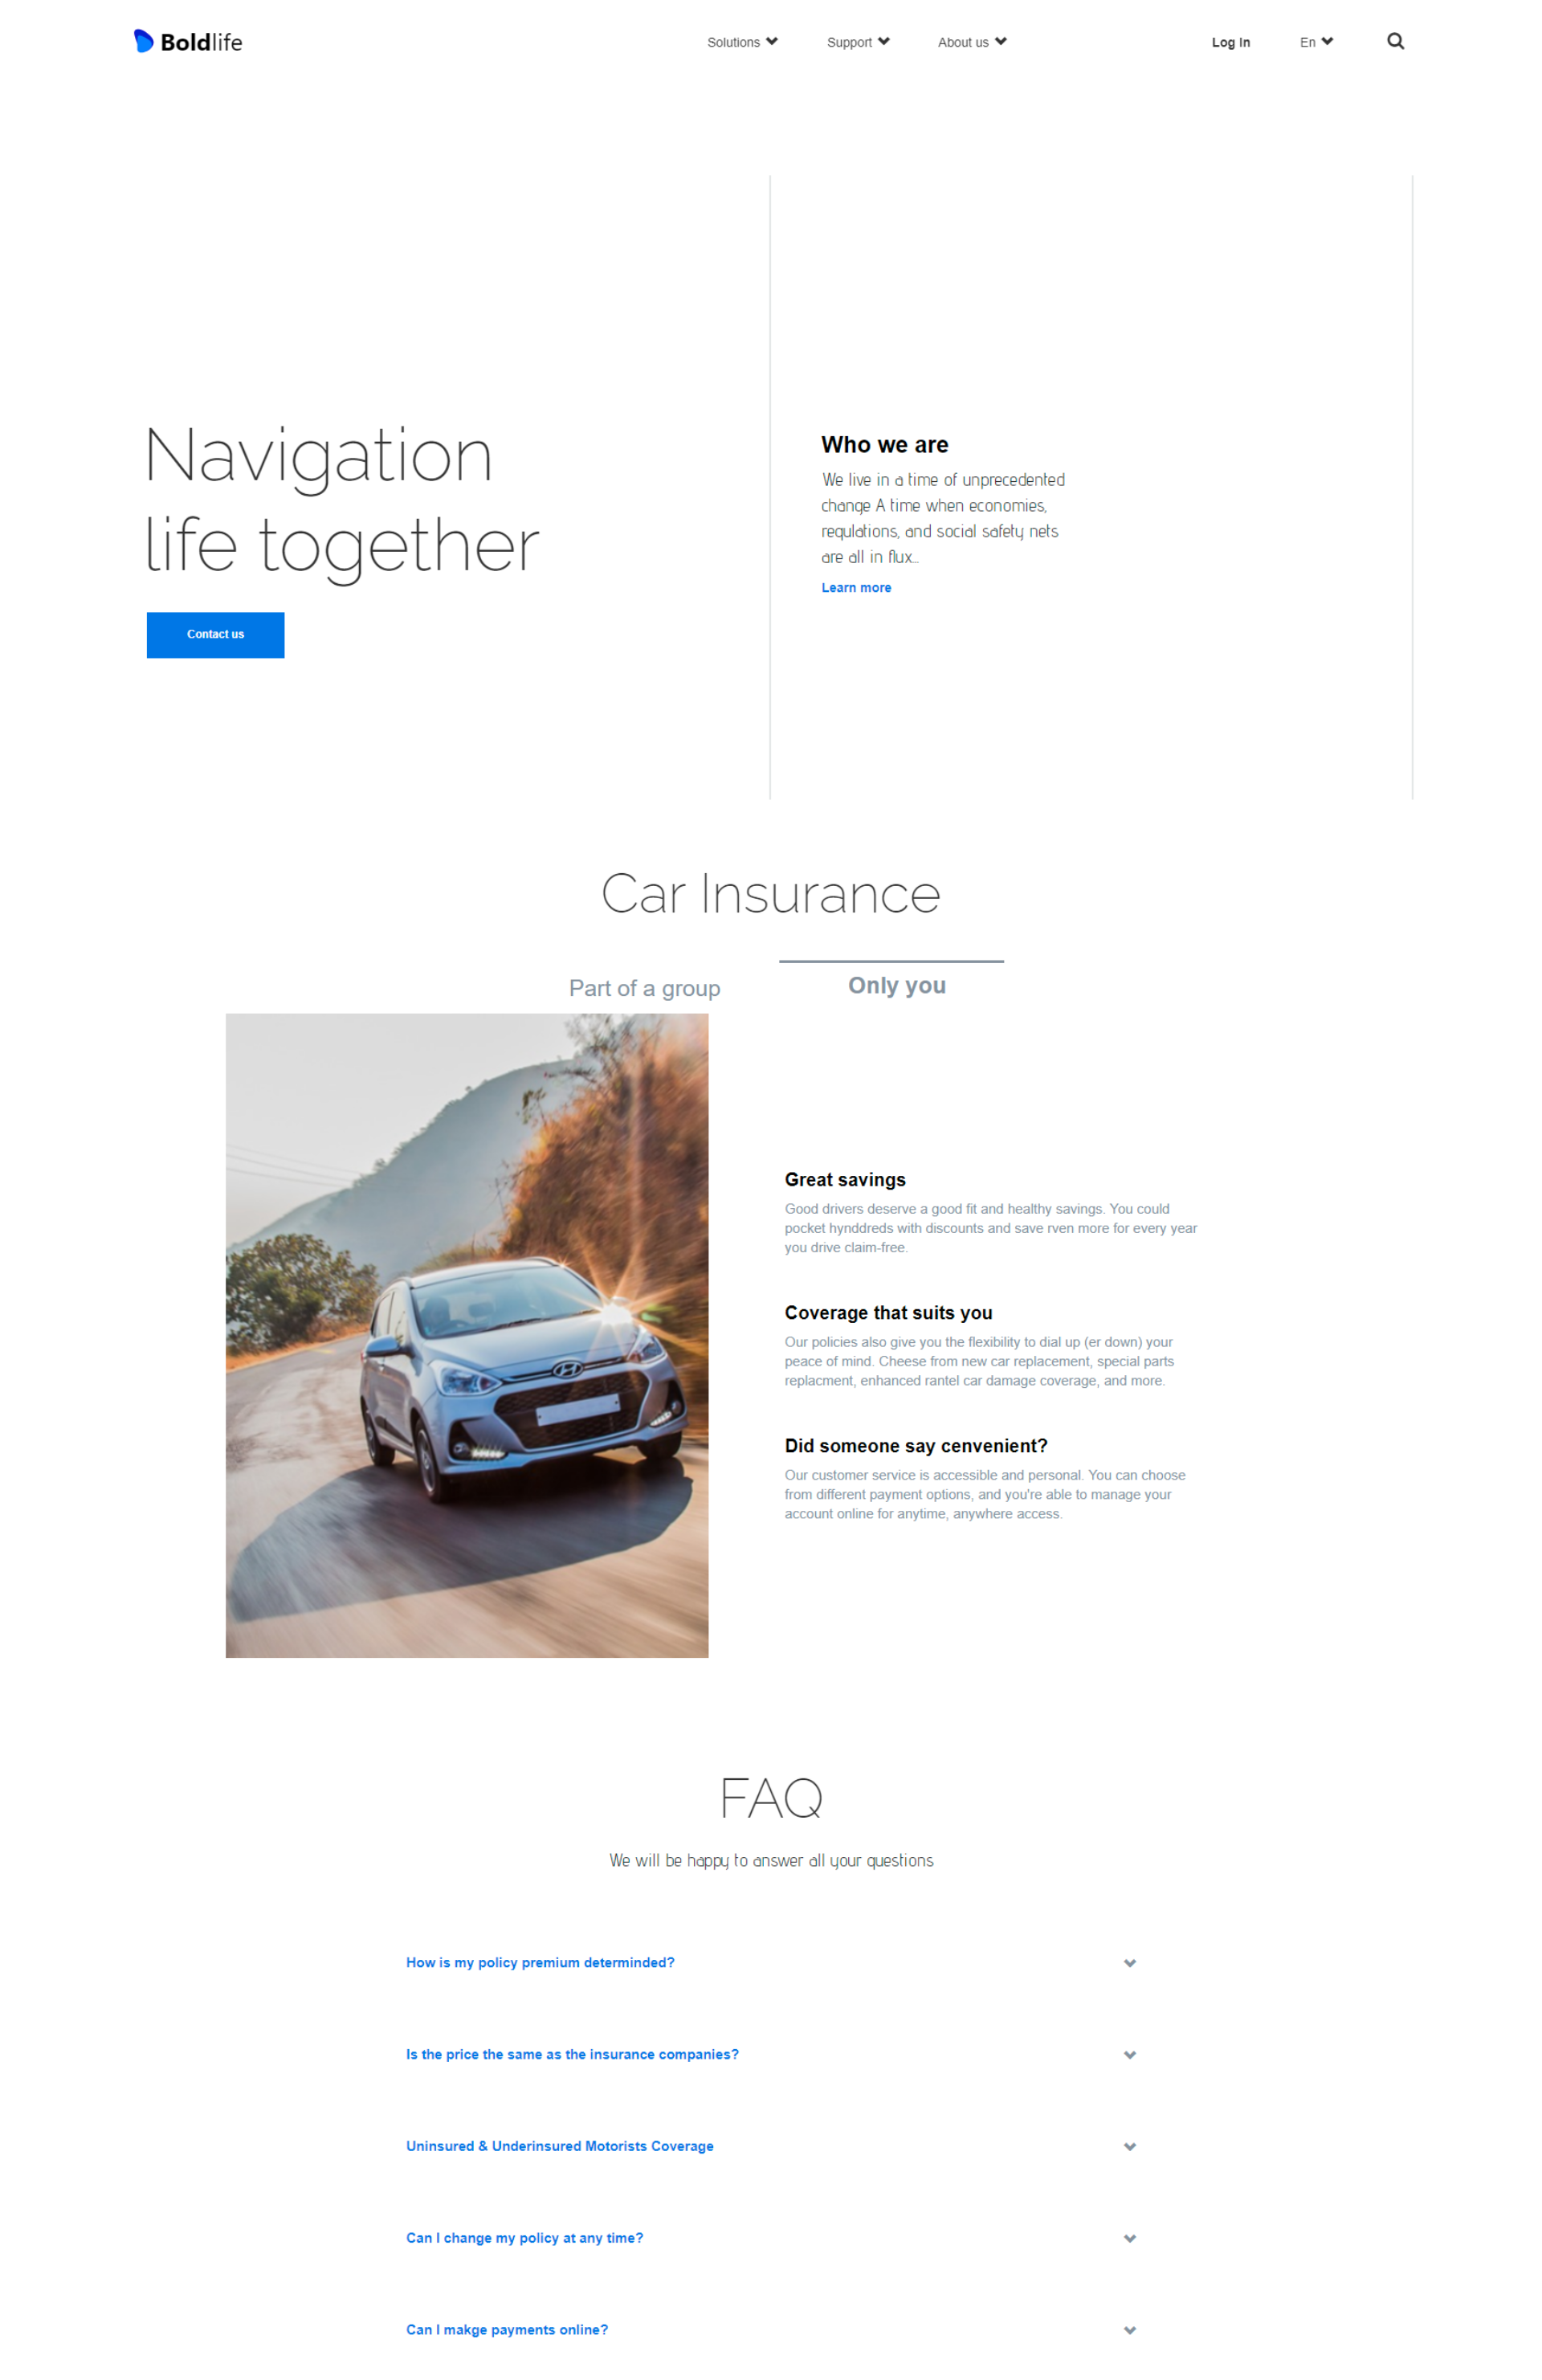 Boldlife
Solutions
Support
About us
Log In
En
Navigation
life together
Contact us
Who we are
We live in a time of unprecedented
change A time when economies,
regulations, and social safety nets
are all in flux...
Learn more
Car Insurance
Part of a group
Only you
Great savings
Good drivers deserve a good fit and healthy savings. You could
pocket hynddreds with discounts and save rven more for every year
you drive claim-free.
Coverage that suits you
Our policies also give you the flexibility to dial up (er down) your
peace of mind. Cheese from new car replacement, special parts
replacment, enhanced rantel car damage coverage, and more.
Did someone say cenvenient?
Our customer service is accessible and personal. You can choose
from different payment options, and you're able to manage your
account online for anytime, anywhere access.
FAQ
We will be happy to answer all your questions
How is my policy premium determinded?
Is the price the same as the insurance companies?
Uninsured & Underinsured Motorists Coverage
Can I change my policy at any time?
Can I makge payments online?